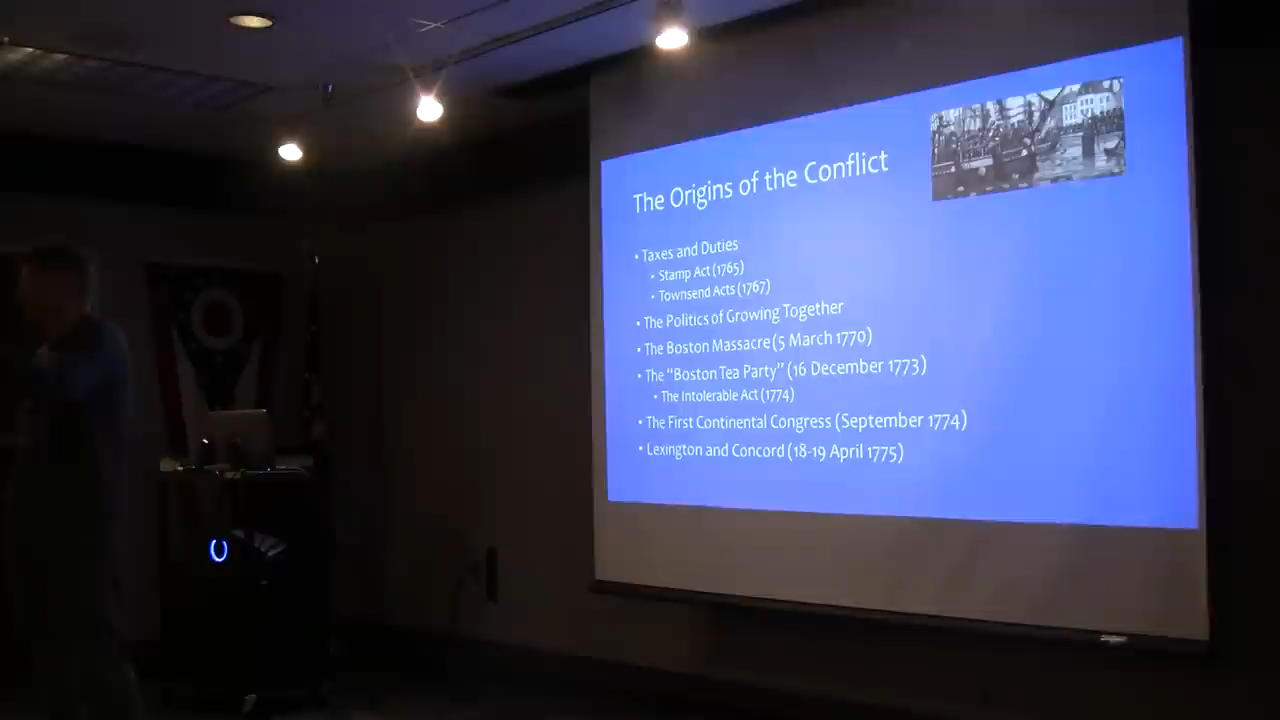 The Origins of the Conflict
• Taxes and Duties
• Stamp Act (1765)
• Townsend Acts (1767)
• The Politics of Growing Together
• The Boston Massacre (5 March 1770)
• The “Boston Tea Party” (16 December 1773)
• The Intolerable Act (1774)
• The First Continental Congress (September 1774)
• Lexington and Concord (18-19 April 1775)